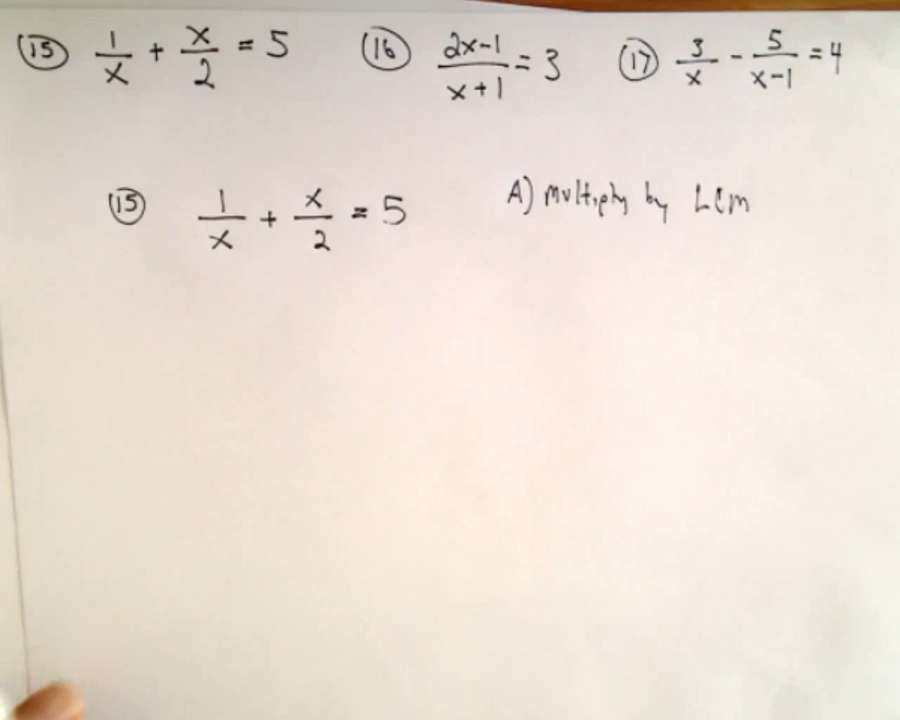 (15) 1/x + x/2 = 5 (16) 2x-1/x+1 = 3 (17) 3/x - 5/x-1 = 4
(15) 1/x + x/2 = 5 A) Multiply by LCM